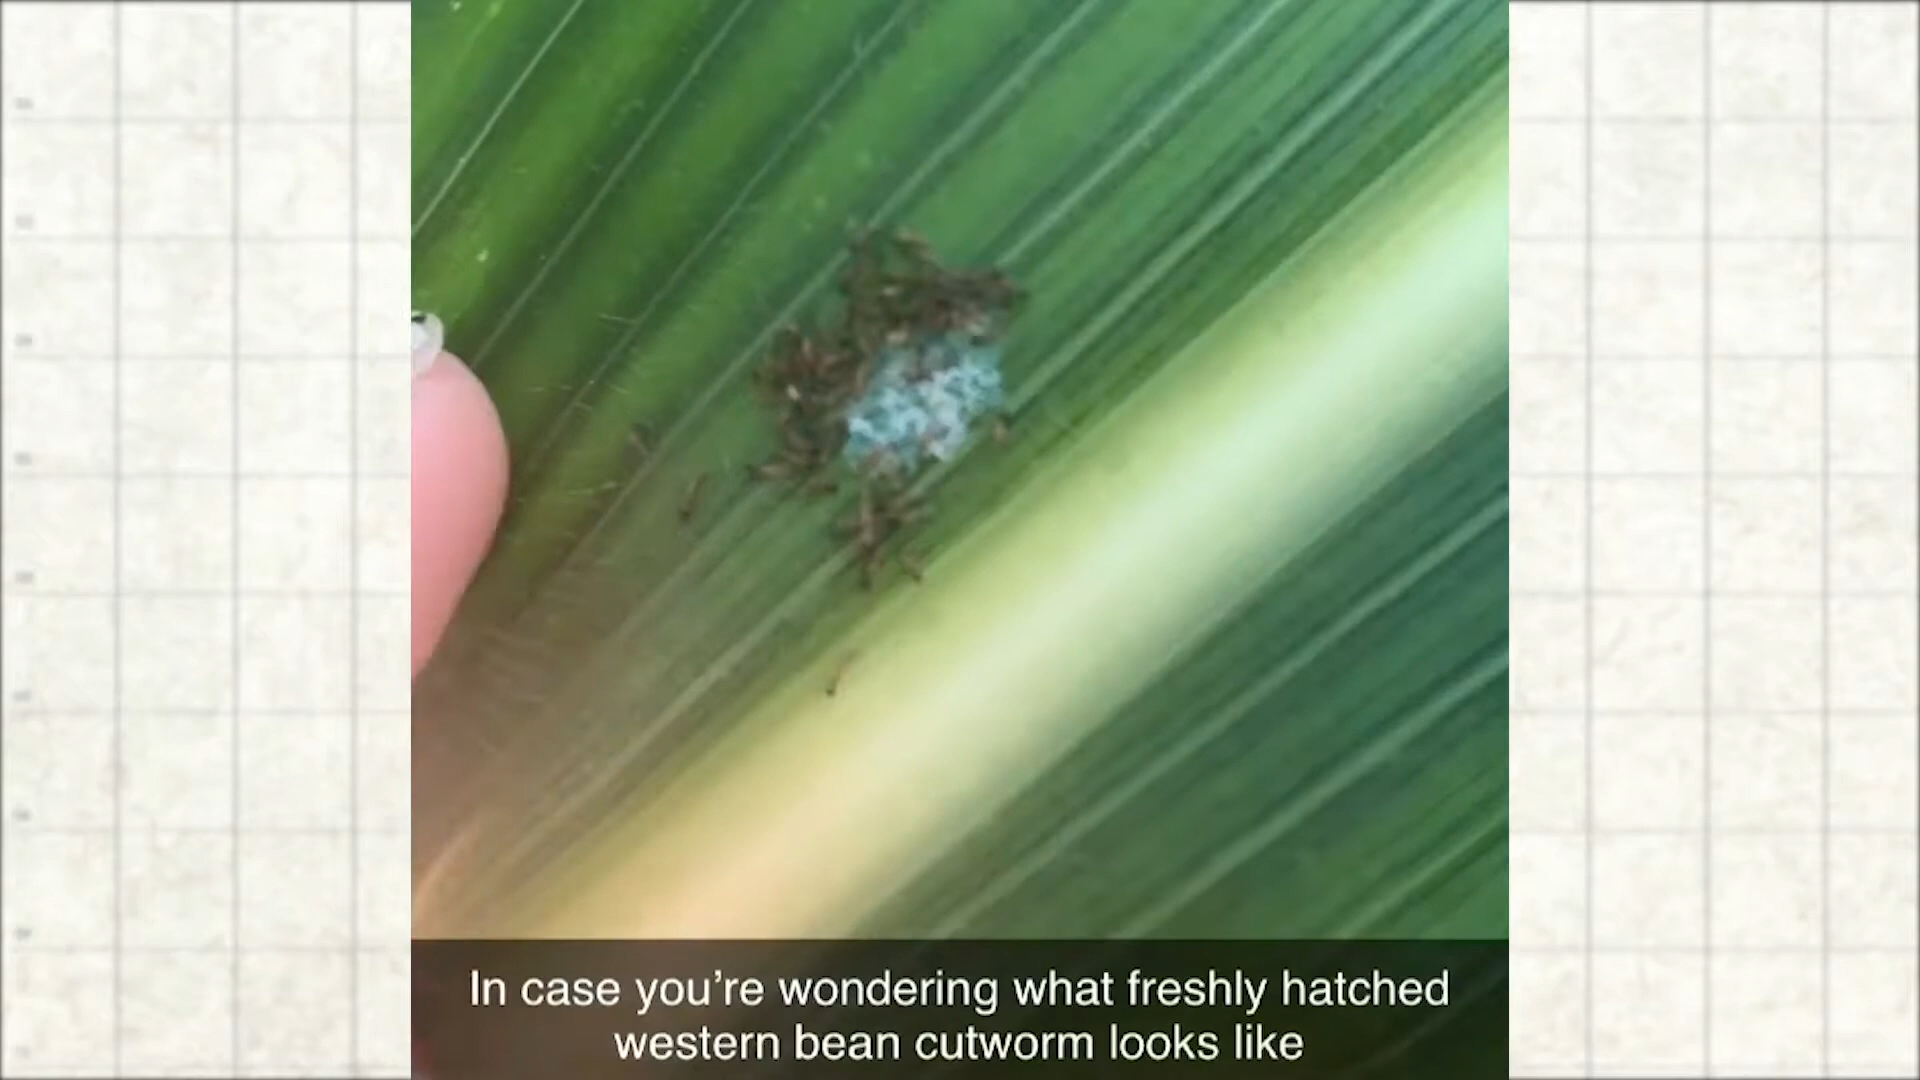 In case you’re wondering what freshly hatched
western bean cutworm looks like